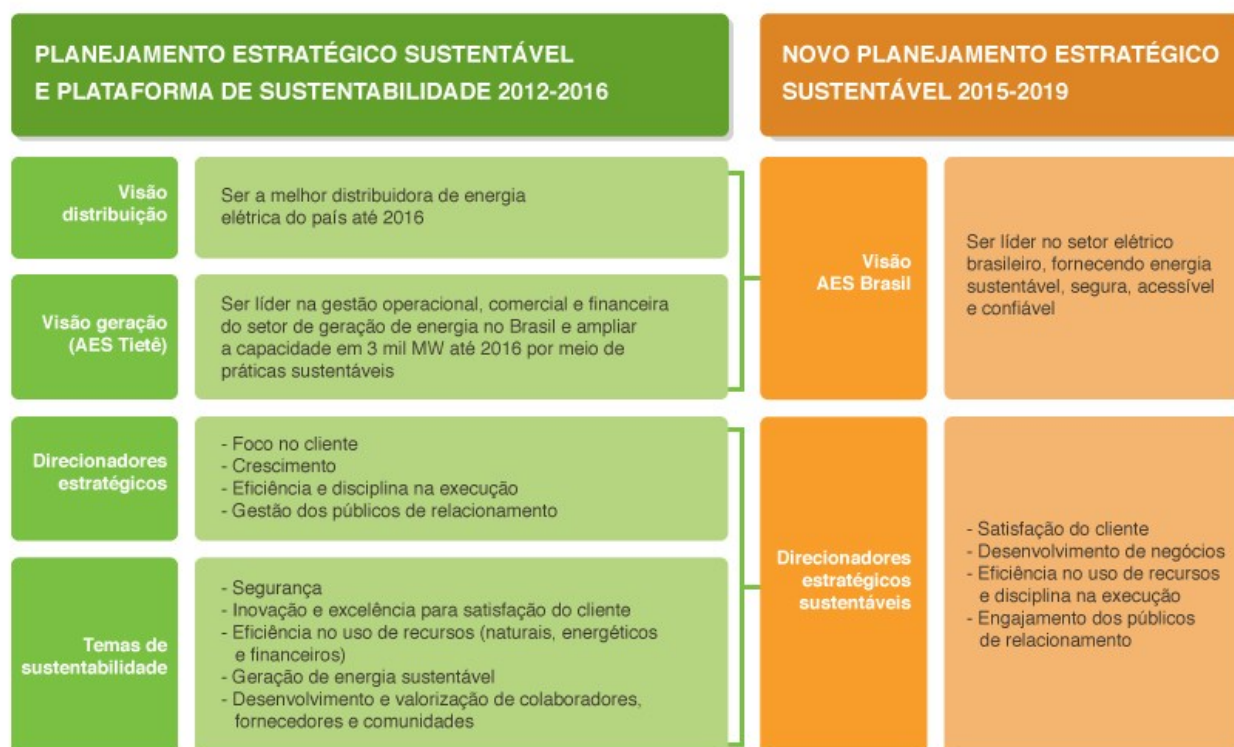 PLANEJAMENTO ESTRATÉGICO SUSTENTÁVEL
E PLATAFORMA DE SUSTENTABILIDADE 2012-2016
NOVO PLANEJAMENTO ESTRATÉGICO
SUSTENTÁVEL 2015-2019
Visão
distribuição
Ser a melhor distribuidora de energia
elétrica do país até 2016
Visão geração
(AES Tietê)
Ser líder na gestão operacional, comercial e financeira
do setor de geração de energia no Brasil e ampliar
a capacidade em 3 mil MW até 2016 por meio de
práticas sustentáveis
Visão
AES Brasil
Ser líder no setor elétrico
brasileiro, fornecendo energia
sustentável, segura, acessível
e confiável
Direcionadores
estratégicos
- Foco no cliente
- Crescimento
- Eficiência e disciplina na execução
- Gestão dos públicos de relacionamento
Temas de
sustentabilidade
- Segurança
- Inovação e excelência para satisfação do cliente
- Eficiência no uso de recursos (naturais, energéticos
e financeiros)
- Geração de energia sustentável
- Desenvolvimento e valorização de colaboradores,
fornecedores e comunidades
Direcionadores
estratégicos
sustentáveis
- Satisfação do cliente
- Desenvolvimento de negócios
- Eficiência no uso de recursos
e disciplina na execução
- Engajamento dos públicos
de relacionamento